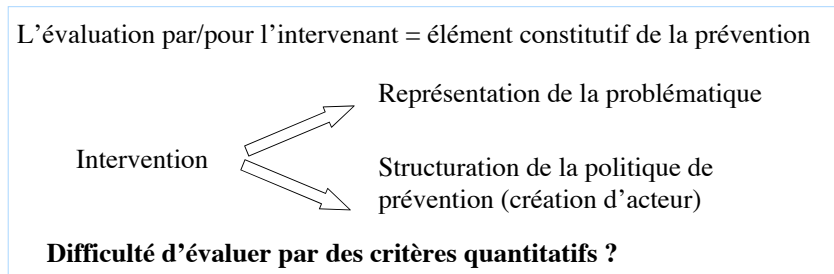 L'évaluation par/pour l'intervenant = élément constitutif de la prévention
Représentation de la problématique
Intervention
Structuration de la politique de
prévention (création d'acteur)
Difficulté d'évaluer par des critères quantitatifs ?